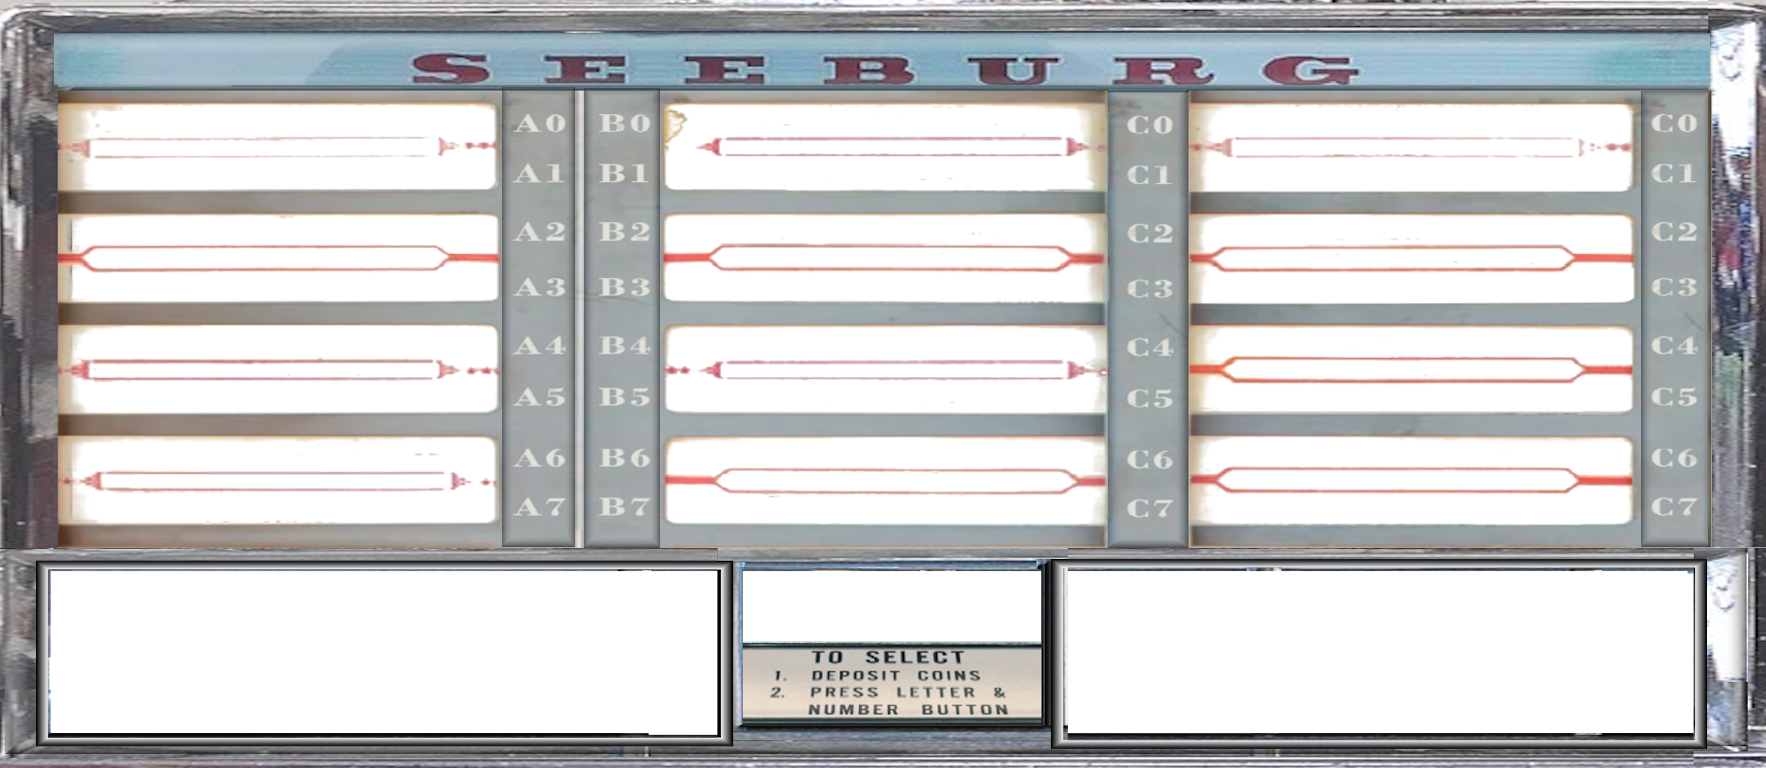 SEEBURG
A0 B0 C0 C0
A1 B1 C1 C1
A2 B2 C2 C2
A3 B3 C3 C3
A4 B4 C4 C4
A5 B5 C5 C5
A6 B6 C6 C6
A7 B7 C7 C7
TO SELECT
1. DEPOSIT COINS
2. PRESS LETTER &
NUMBER BUTTON